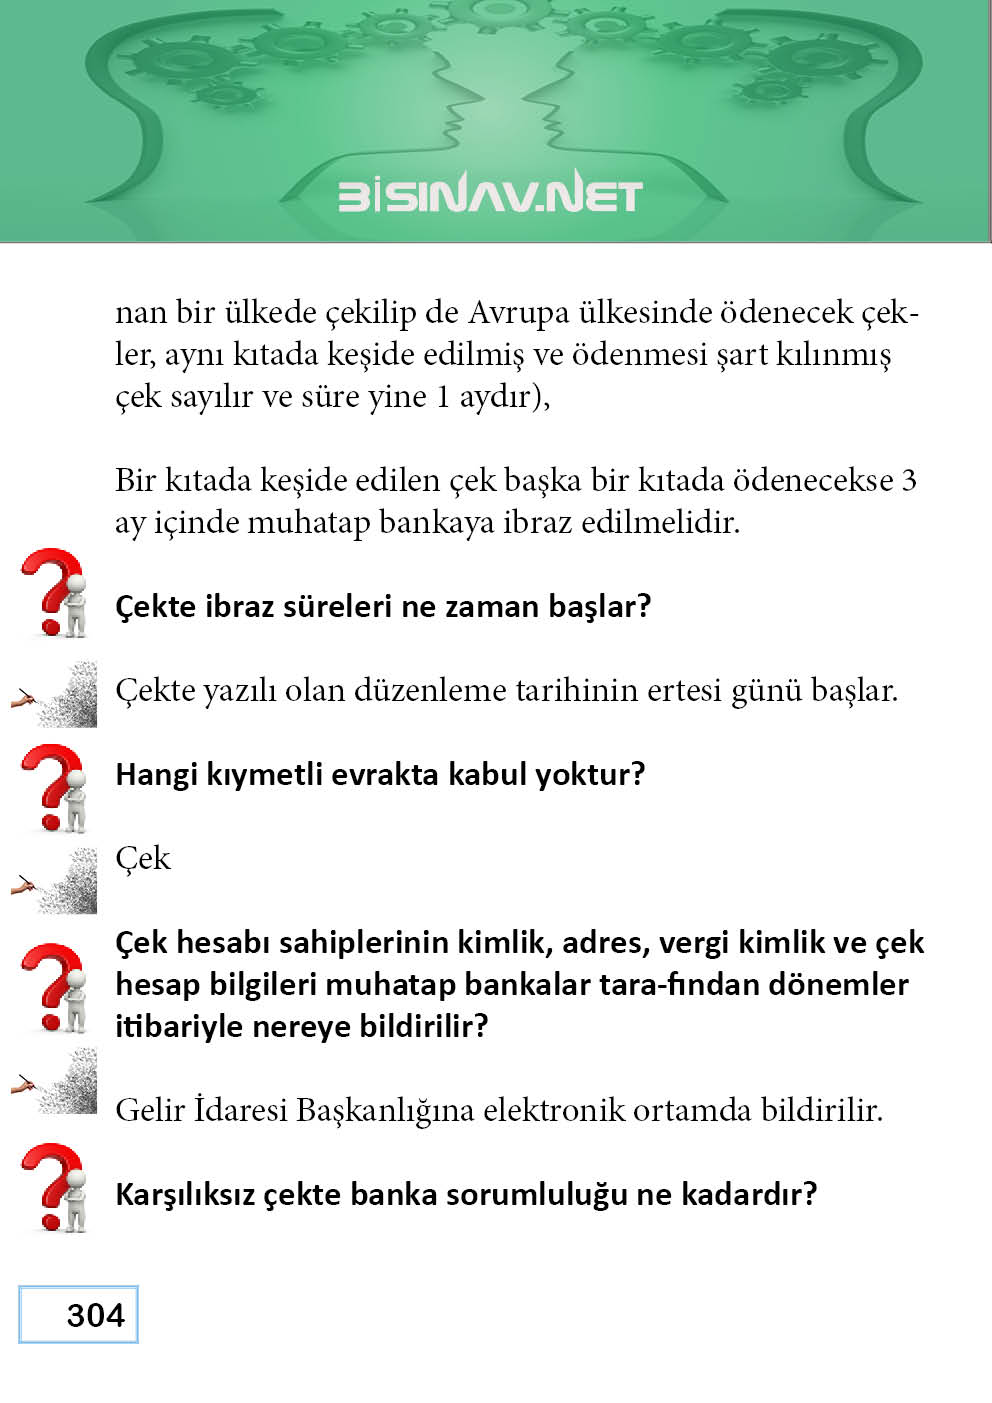 BİSINAV.NET
nan bir ülkede çekilip de Avrupa ülkesinde ödenecek çek-
ler, aynı kıtada keşide edilmiş ve ödenmesi şart kılınmış
çek sayılır ve süre yine 1 aydır),
Bir kıtada keşide edilen çek başka bir kıtada ödenecekse 3
ay içinde muhatap bankaya ibraz edilmelidir.
Çekte ibraz süreleri ne zaman başlar?
Çekte yazılı olan düzenleme tarihinin ertesi günü başlar.
Hangi kıymetli evrakta kabul yoktur?
Çek
Çek hesabı sahiplerinin kimlik, adres, vergi kimlik ve çek
hesap bilgileri muhatap bankalar tara-fından dönemler
itibariyle nereye bildirilir?
Gelir İdaresi Başkanlığına elektronik ortamda bildirilir.
Karşılıksız çekte banka sorumluluğu ne kadardır?
304